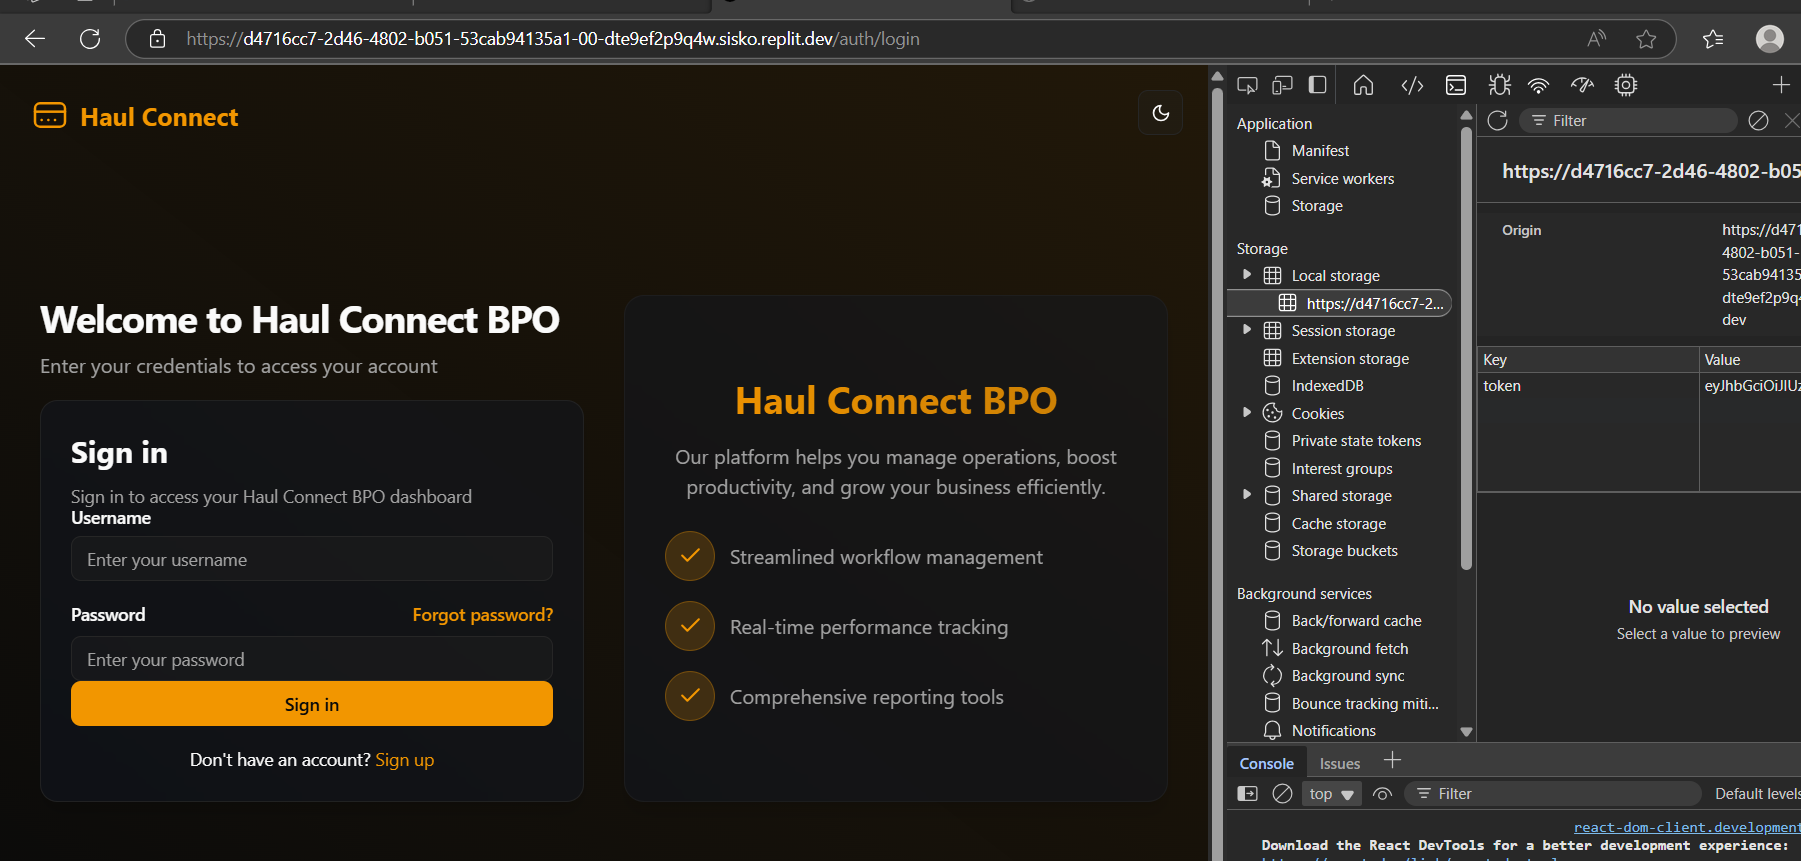 https://d4716cc7-2d46-4802-b051-53cab94135a1-00-dte9ef2p9q4w.sisko.replit.dev/auth/login
Haul Connect
Welcome to Haul Connect BPO
Enter your credentials to access your account
Sign in
Sign in to access your Haul Connect BPO dashboard
Username
Enter your username
Password
Forgot password?
Enter your password
Sign in
Don't have an account? Sign up
Haul Connect BPO
Our platform helps you manage operations, boost
productivity, and grow your business efficiently.
Streamlined workflow management
Real-time performance tracking
Comprehensive reporting tools
Application
Manifest
Service workers
Storage
Storage
Local storage
https://d4716cc7-2...
Session storage
Extension storage
IndexedDB
Cookies
Private state tokens
Interest groups
Shared storage
Cache storage
Storage buckets
Background services
Back/forward cache
Background fetch
Background sync
Bounce tracking miti...
Notifications
Filter
https://d4716cc7-2d46-4802-b05
Origin
https://d471
4802-b051-
53cab94135
dte9ef2p9q4
dev
Key
Value
token
eyJhbGciOiJIUz
No value selected
Select a value to preview
Console
Issues
top
Filter
Default levels
react-dom-client.development
Download the React DevTools for a better development experience: